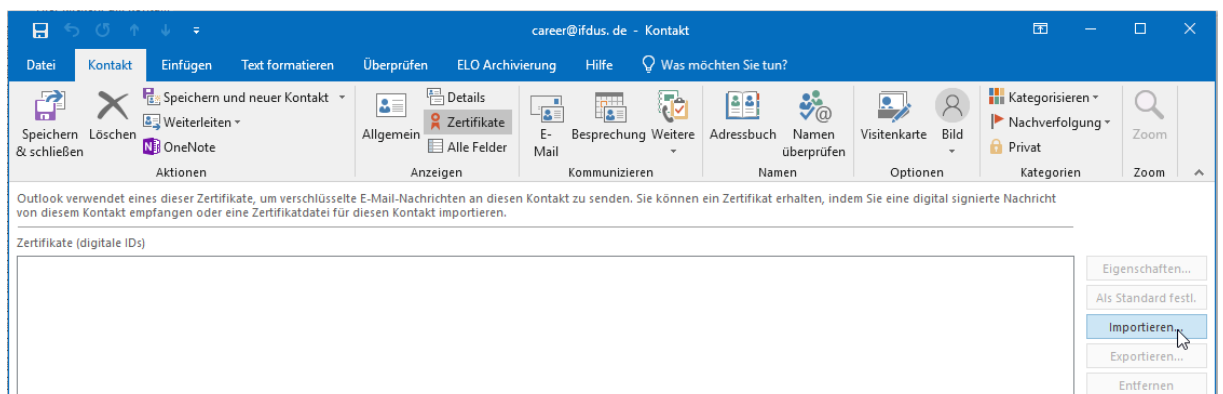 career@ifdus. de - Kontakt
Datei Kontakt Einfügen Text formatieren Überprüfen ELO Archivierung Hilfe Was möchten Sie tun?
Speichern & schließen
Löschen
Speichern und neuer Kontakt
Weiterleiten
OneNote
Aktionen
Allgemein
Details
Zertifikate
Alle Felder
Anzeigen
E-Mail
Besprechung
Weitere
Kommunizieren
Adressbuch
Namen überprüfen
Namen
Visitenkarte
Bild
Optionen
Kategorisieren
Nachverfolgung
Privat
Kategorien
Zoom
Zoom
Outlook verwendet eines dieser Zertifikate, um verschlüsselte E-Mail-Nachrichten an diesen Kontakt zu senden. Sie können ein Zertifikat erhalten, indem Sie eine digital signierte Nachricht
von diesem Kontakt empfangen oder eine Zertifikatdatei für diesen Kontakt importieren.
Zertifikate (digitale IDs)
Eigenschaften...
Als Standard festl.
Importieren...
Exportieren...
Entfernen